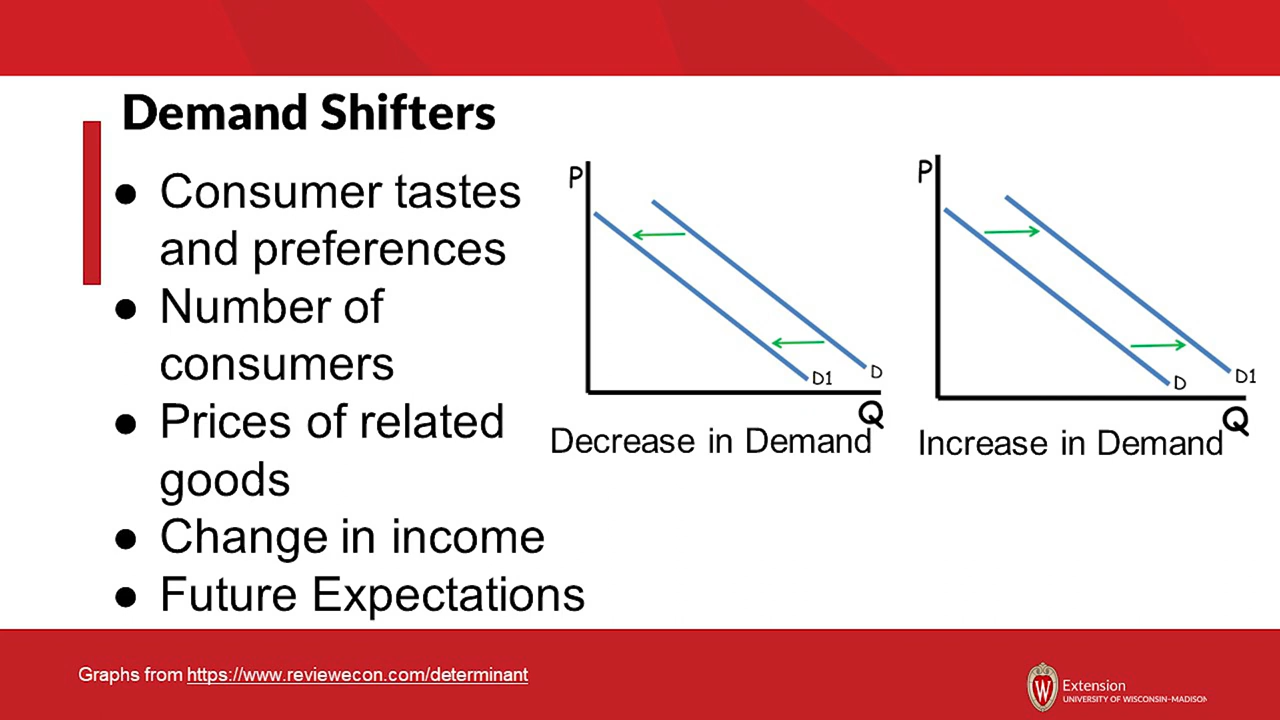 Demand Shifters
● Consumer tastes
and preferences
● Number of
consumers
● Prices of related
goods
● Change in income
● Future Expectations
P
D1
D
Q
Decrease in Demand
P
D
D1
Q
Increase in Demand
Graphs from https://www.reviewecon.com/determinant
W
Extension
UNIVERSITY OF WISCONSIN-MADISON